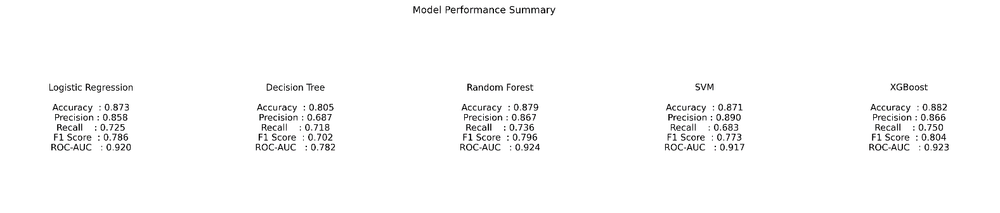 Model Performance Summary
Logistic Regression
Accuracy : 0.873
Precision : 0.858
Recall : 0.725
F1 Score : 0.786
ROC-AUC : 0.920
Decision Tree
Accuracy : 0.805
Precision : 0.687
Recall : 0.718
F1 Score : 0.702
ROC-AUC : 0.782
Random Forest
Accuracy : 0.879
Precision : 0.867
Recall : 0.736
F1 Score : 0.796
ROC-AUC : 0.924
SVM
Accuracy : 0.871
Precision : 0.890
Recall : 0.683
F1 Score : 0.773
ROC-AUC : 0.917
XGBoost
Accuracy : 0.882
Precision : 0.866
Recall : 0.750
F1 Score : 0.804
ROC-AUC : 0.923